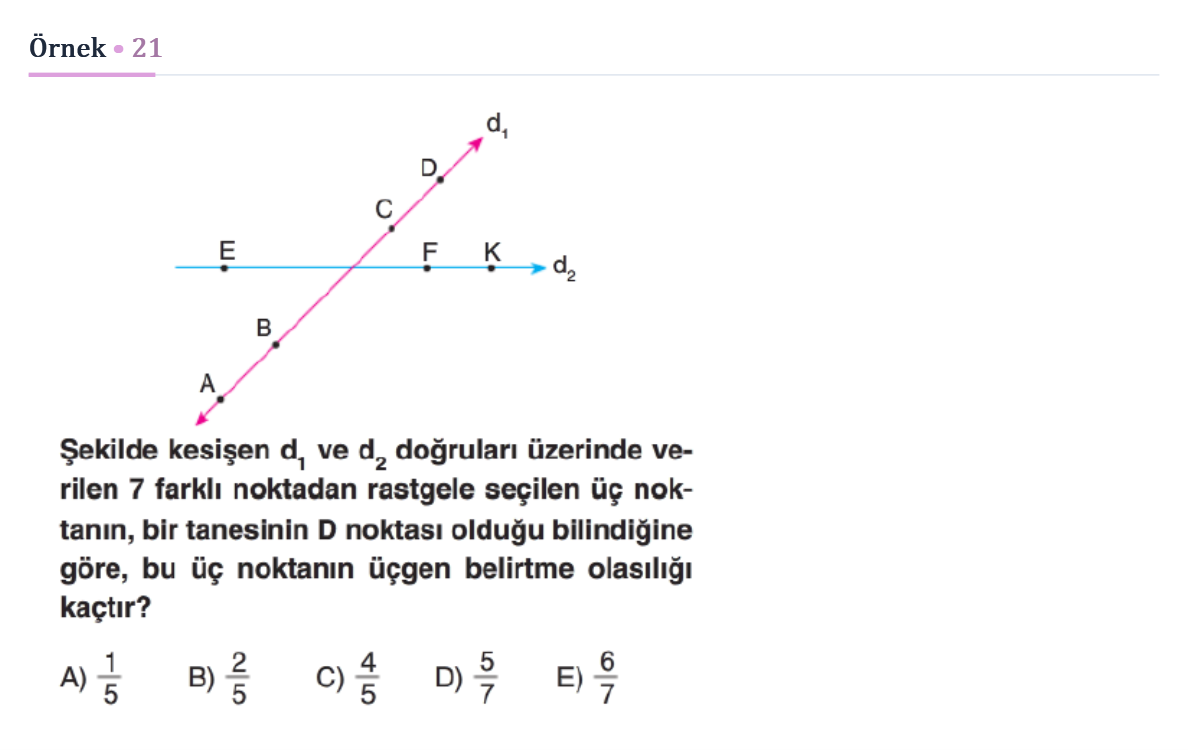 Örnek • 21
d₁
D
C
E
F
K
d₂
B
A
Şekilde kesişen d₁ ve d₂ doğruları üzerinde ve-
rilen 7 farklı noktadan rastgele seçilen üç nok-
tanın, bir tanesinin D noktası olduğu bilindiğine
göre, bu üç noktanın üçgen belirtme olasılığı
kaçtır?
A) 1/5 B) 2/5 C) 4/5 D) 5/7 E) 6/7